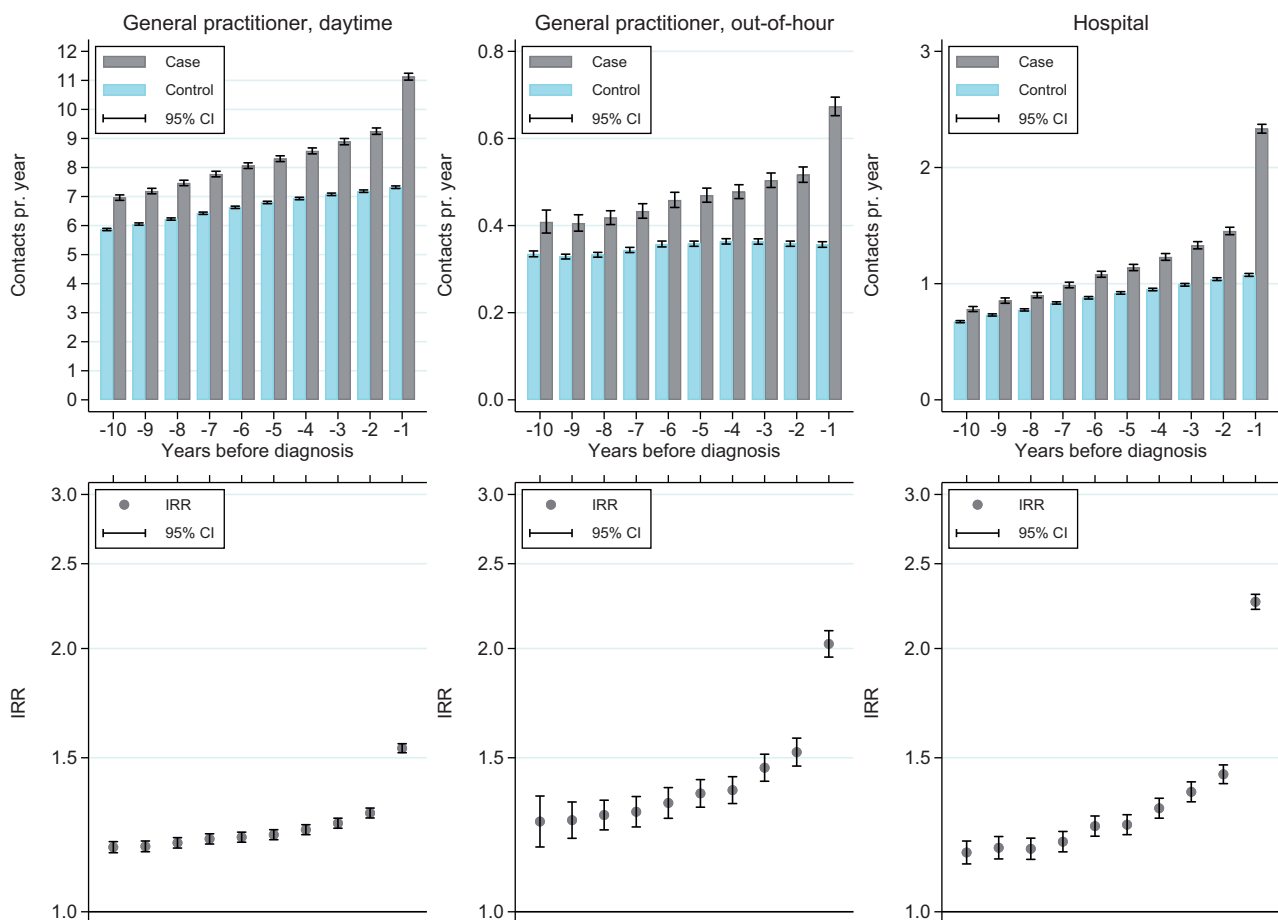 General practitioner, daytime
12
11
10
9
8
7
6
5
4
3
2
1
0
Contacts pr. year
Case
Control
95% CI
-10 -9 -8 -7 -6 -5 -4 -3 -2 -1
Years before diagnosis
General practitioner, out-of-hour
0.8
0.6
0.4
0.2
0.0
Contacts pr. year
Case
Control
95% CI
-10 -9 -8 -7 -6 -5 -4 -3 -2 -1
Years before diagnosis
Hospital
3
2
1
0
Contacts pr. year
Case
Control
95% CI
-10 -9 -8 -7 -6 -5 -4 -3 -2 -1
Years before diagnosis
3.0
2.5
2.0
1.5
1.0
IRR
IRR
95% CI
3.0
2.5
2.0
1.5
1.0
IRR
IRR
95% CI
3.0
2.5
2.0
1.5
1.0
IRR
IRR
95% CI